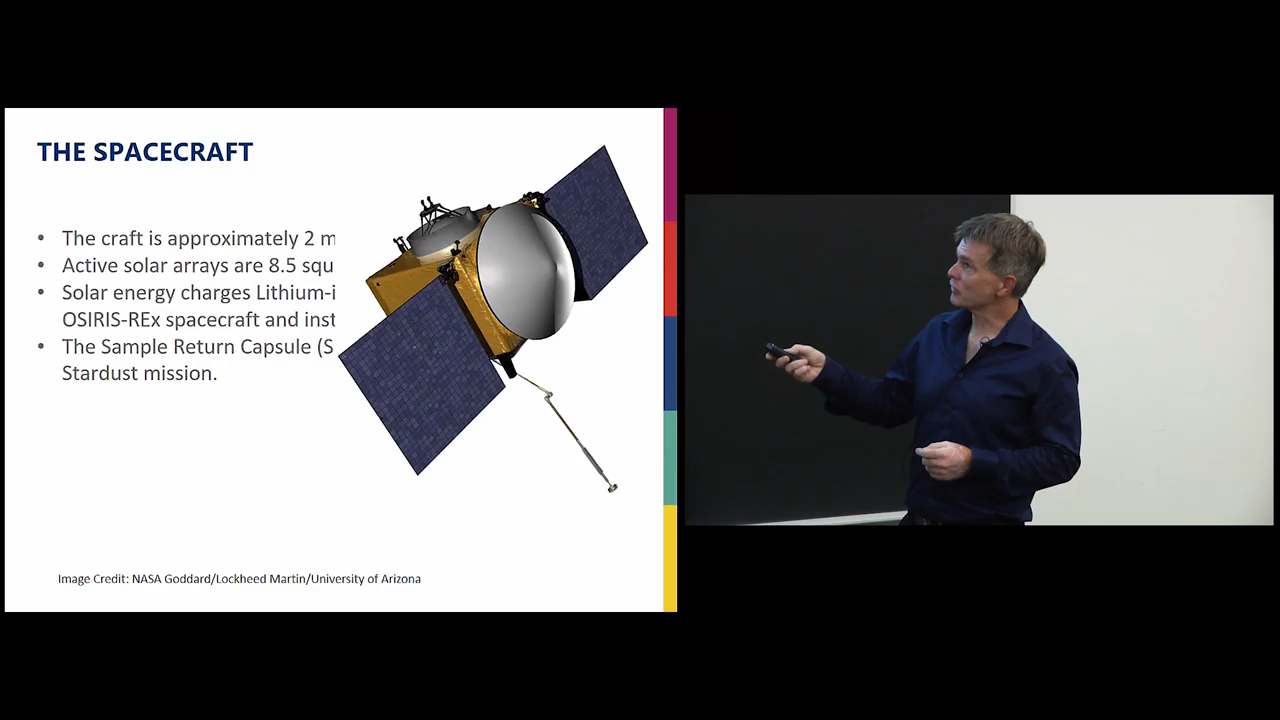 THE SPACECRAFT
• The craft is approximately 2 m
• Active solar arrays are 8.5 squ
• Solar energy charges Lithium-i
OSIRIS-REx spacecraft and inst
• The Sample Return Capsule (S
Stardust mission.
Image Credit: NASA Goddard/Lockheed Martin/University of Arizona